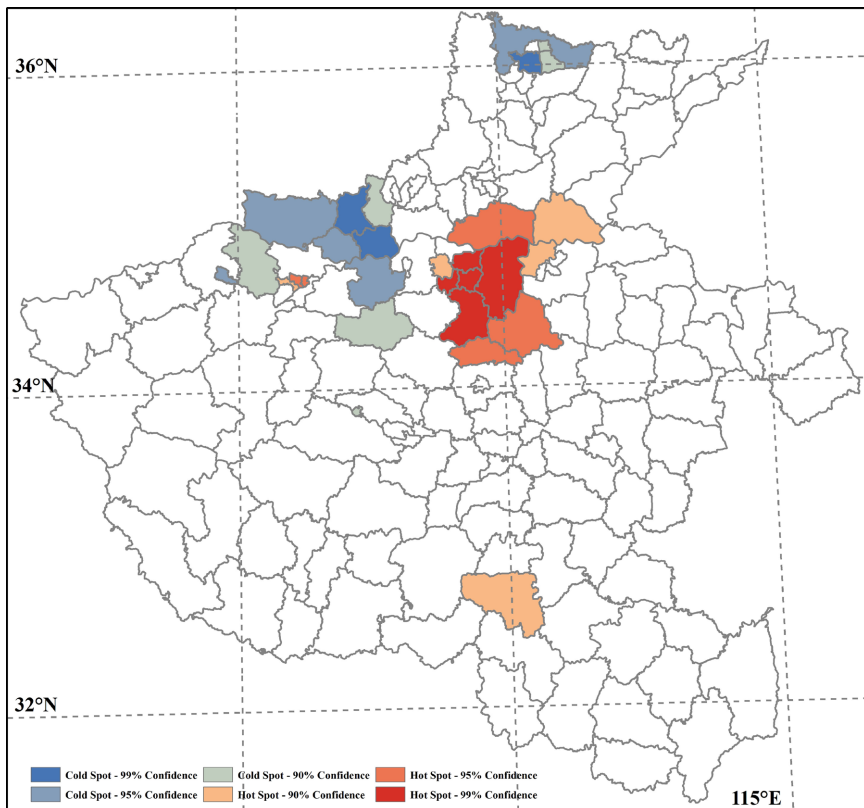 36°N
34°N
32°N
Cold Spot - 99% Confidence Cold Spot - 90% Confidence Hot Spot - 95% Confidence
Cold Spot - 95% Confidence Hot Spot - 90% Confidence Hot Spot - 99% Confidence
115°E